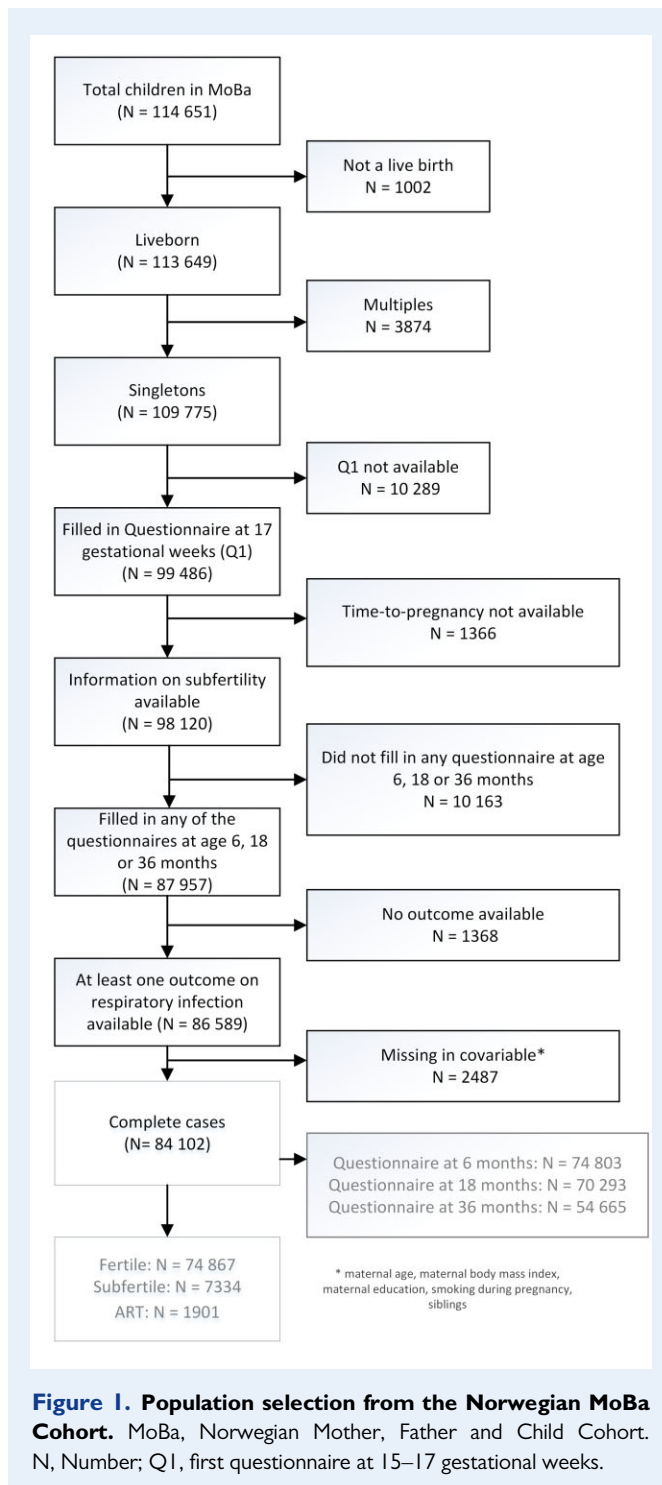 Total children in MoBa
(N = 114 651)
Not a live birth
N = 1002
Liveborn
(N = 113 649)
Multiples
N = 3874
Singletons
(N = 109 775)
Q1 not available
N = 10 289
Filled in Questionnaire at 17
gestational weeks (Q1)
(N = 99 486)
Time-to-pregnancy not available
N = 1366
Information on subfertility
available
(N = 98 120)
Did not fill in any questionnaire at age
6, 18 or 36 months
N = 10 163
Filled in any of the
questionnaires at age 6, 18
or 36 months
(N = 87 957)
No outcome available
N = 1368
At least one outcome on
respiratory infection
available (N = 86 589)
Missing in covariable*
N = 2487
Complete cases
(N= 84 102)
Questionnaire at 6 months: N = 74 803
Questionnaire at 18 months: N = 70 293
Questionnaire at 36 months: N = 54 665
Fertile: N = 74 867
Subfertile: N = 7334
ART: N = 1901
* maternal age, maternal body mass index,
maternal education, smoking during pregnancy,
siblings
Figure 1. Population selection from the Norwegian MoBa
Cohort. MoBa, Norwegian Mother, Father and Child Cohort.
N, Number; Q1, first questionnaire at 15–17 gestational weeks.